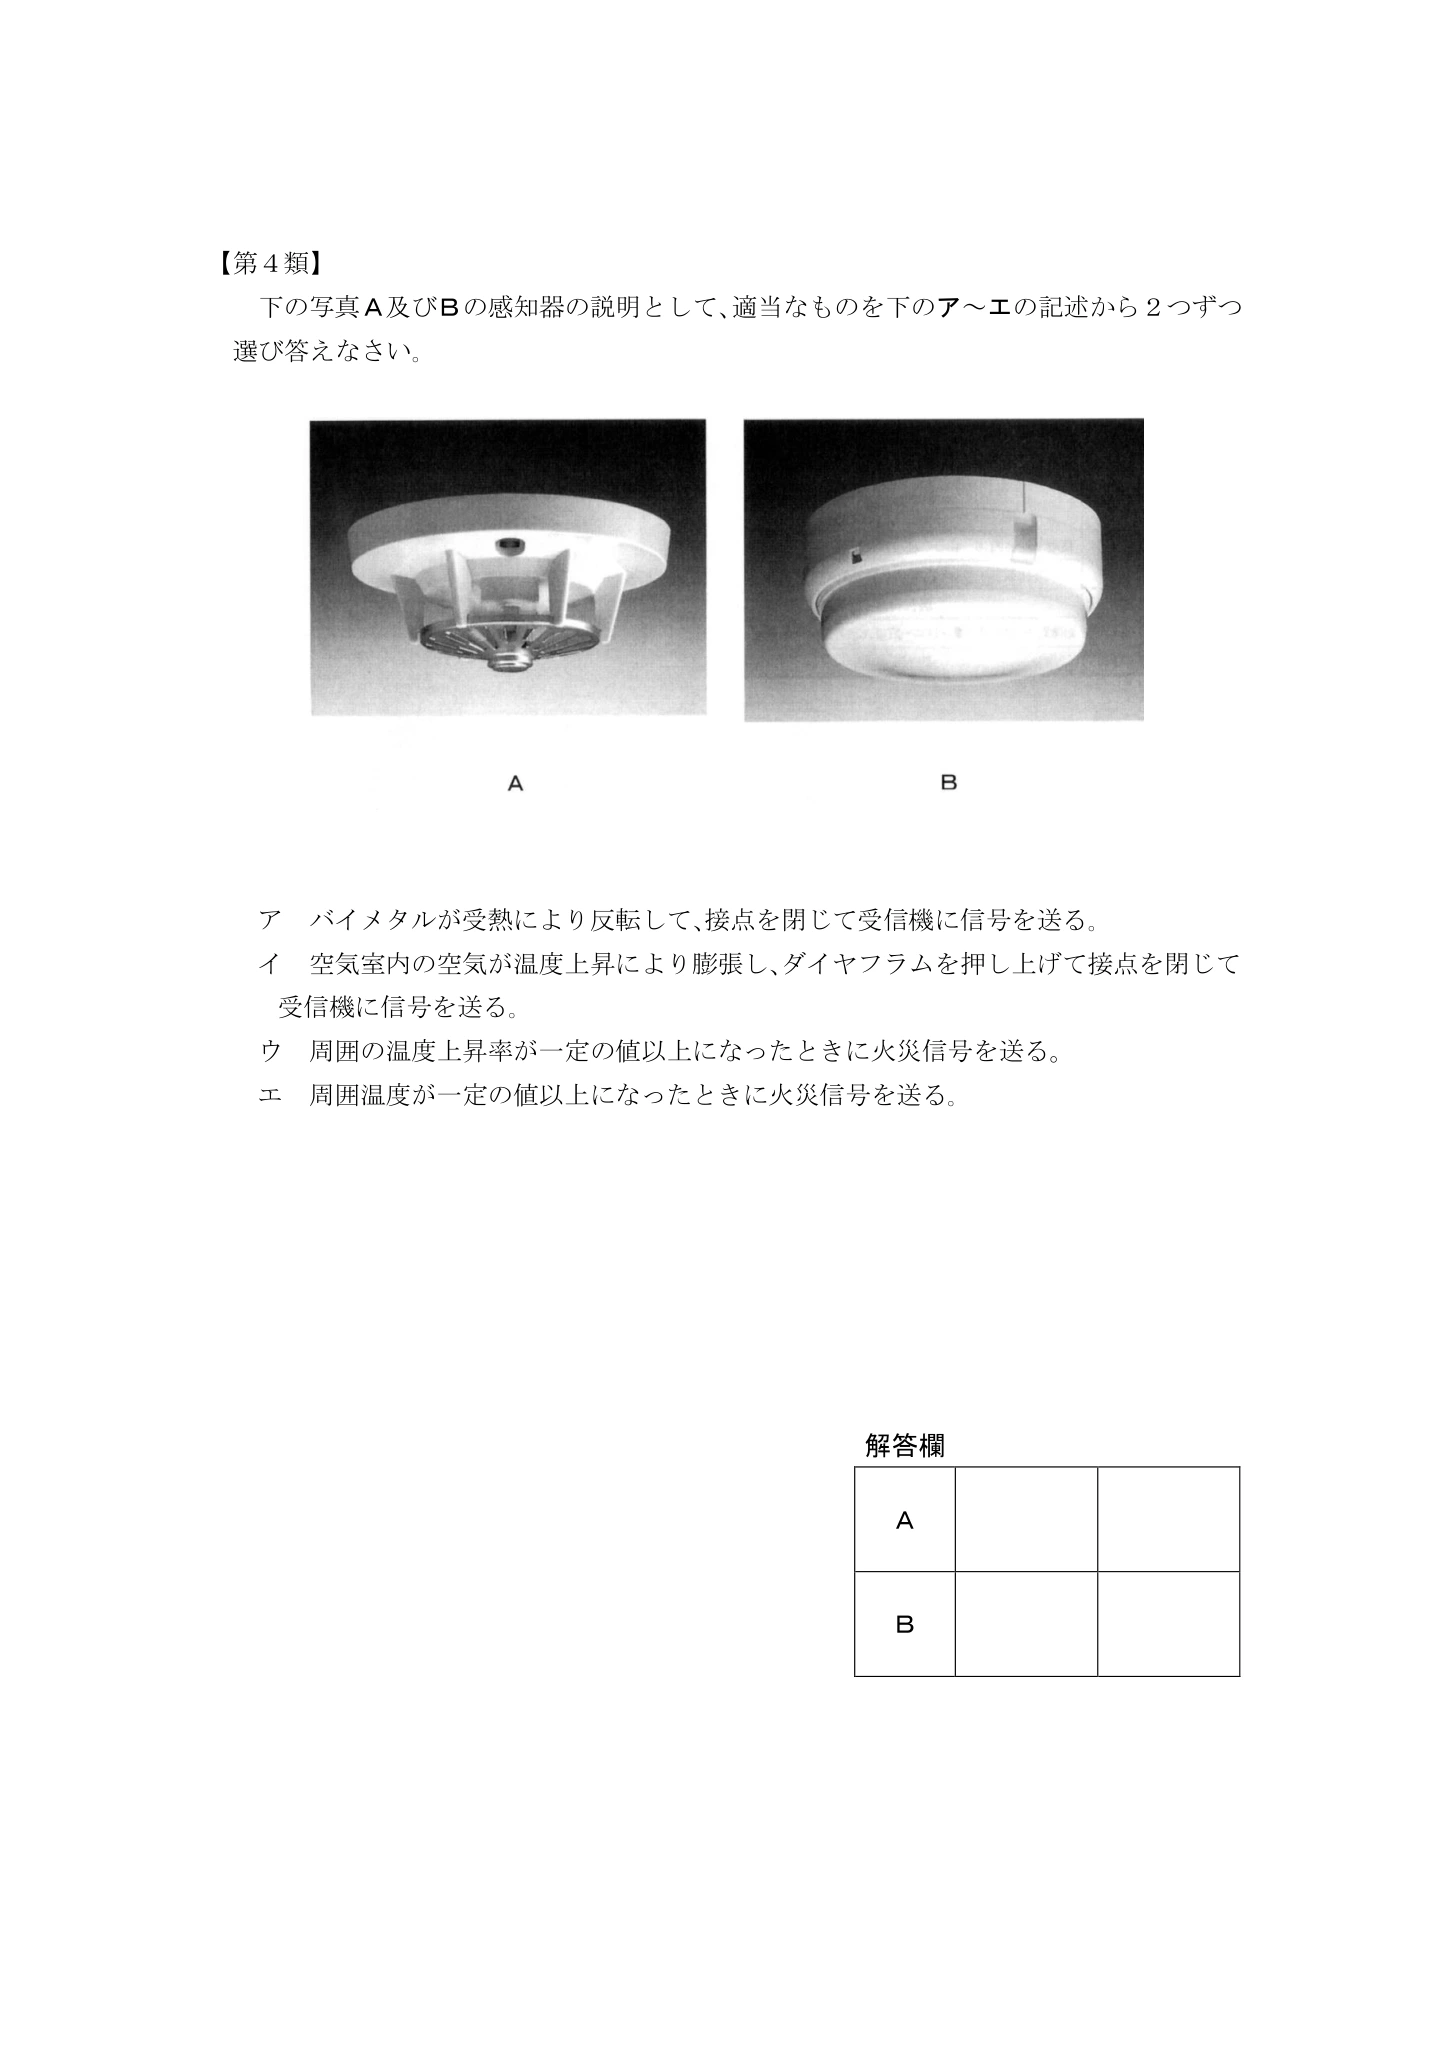 【第４類】
下の写真A及びBの感知器の説明として、適当なものを下のア～エの記述から２つずつ
選び答えなさい。
A
B
ア　バイメタルが受熱により反転して、接点を閉じて受信機に信号を送る。
イ　空気室内の空気が温度上昇により膨張し、ダイヤフラムを押し上げて接点を閉じて
受信機に信号を送る。
ウ　周囲の温度上昇率が一定の値以上になったときに火災信号を送る。
エ　周囲温度が一定の値以上になったときに火災信号を送る。
解答欄
A
B